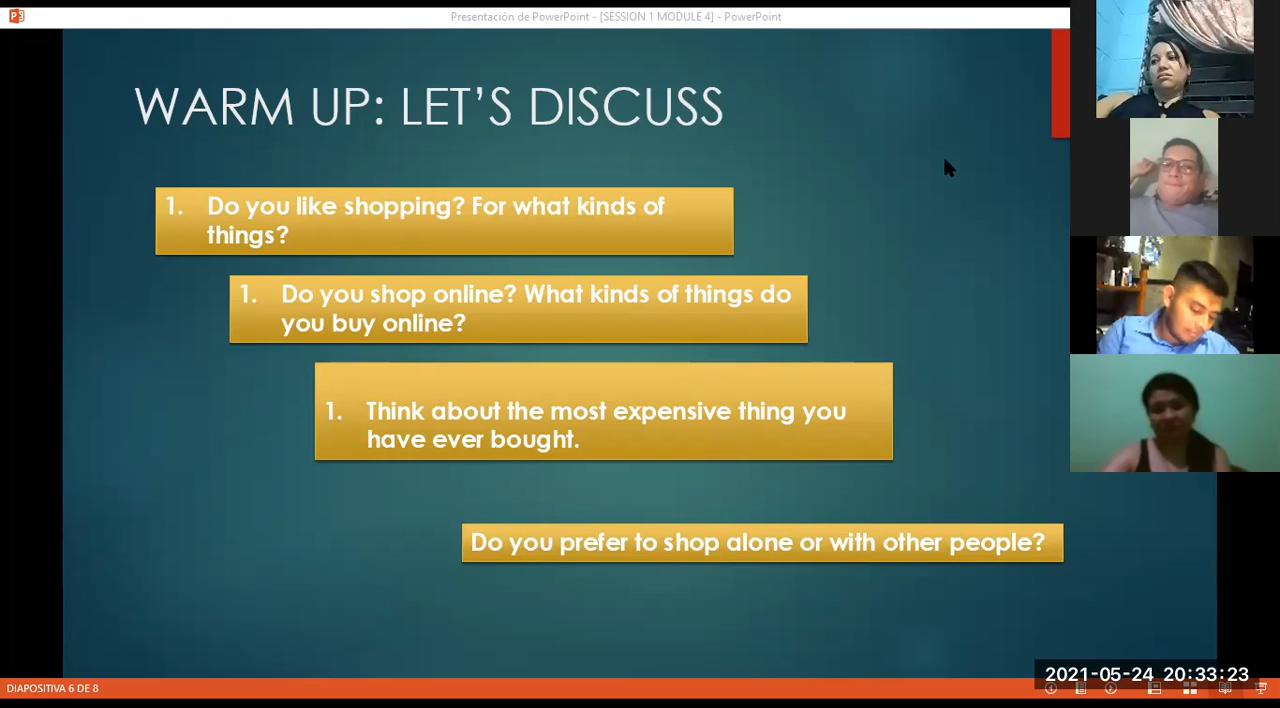 Presentación de PowerPoint - [SESSION 1 MODULE 4] - PowerPoint
WARM UP: LET’S DISCUSS
1. Do you like shopping? For what kinds of
things?
1. Do you shop online? What kinds of things do
you buy online?
1. Think about the most expensive thing you
have ever bought.
Do you prefer to shop alone or with other people?
2021-05-24 20:33:23
DIAPOSITIVA 6 DE 8